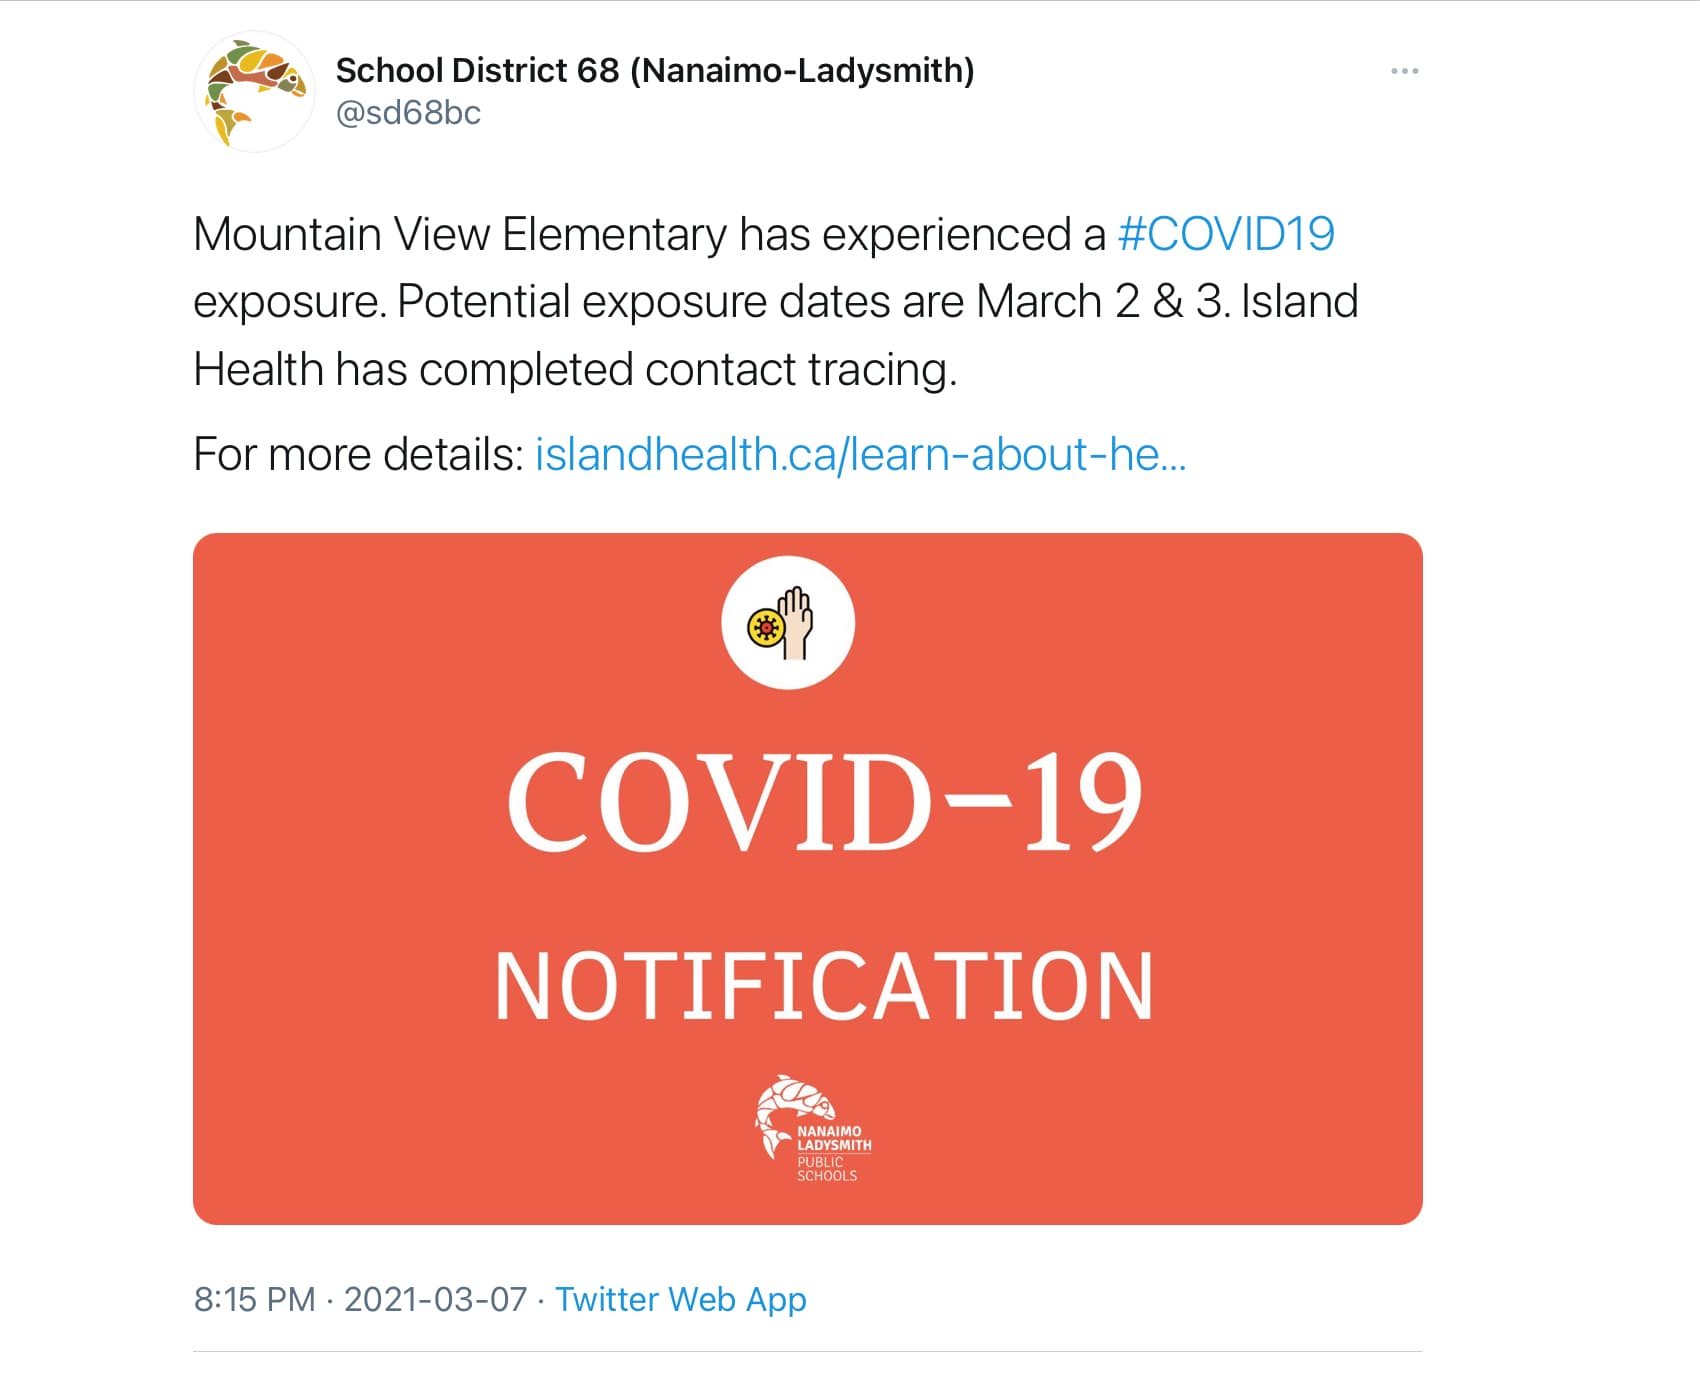 School District 68 (Nanaimo-Ladysmith)
@sd68bc
Mountain View Elementary has experienced a #COVID19
exposure. Potential exposure dates are March 2 & 3. Island
Health has completed contact tracing.
For more details: islandhealth.ca/learn-about-he...
COVID-19
NOTIFICATION
NANAIMO
LADYSMITH
PUBLIC
SCHOOLS
8:15 PM · 2021-03-07 · Twitter Web App